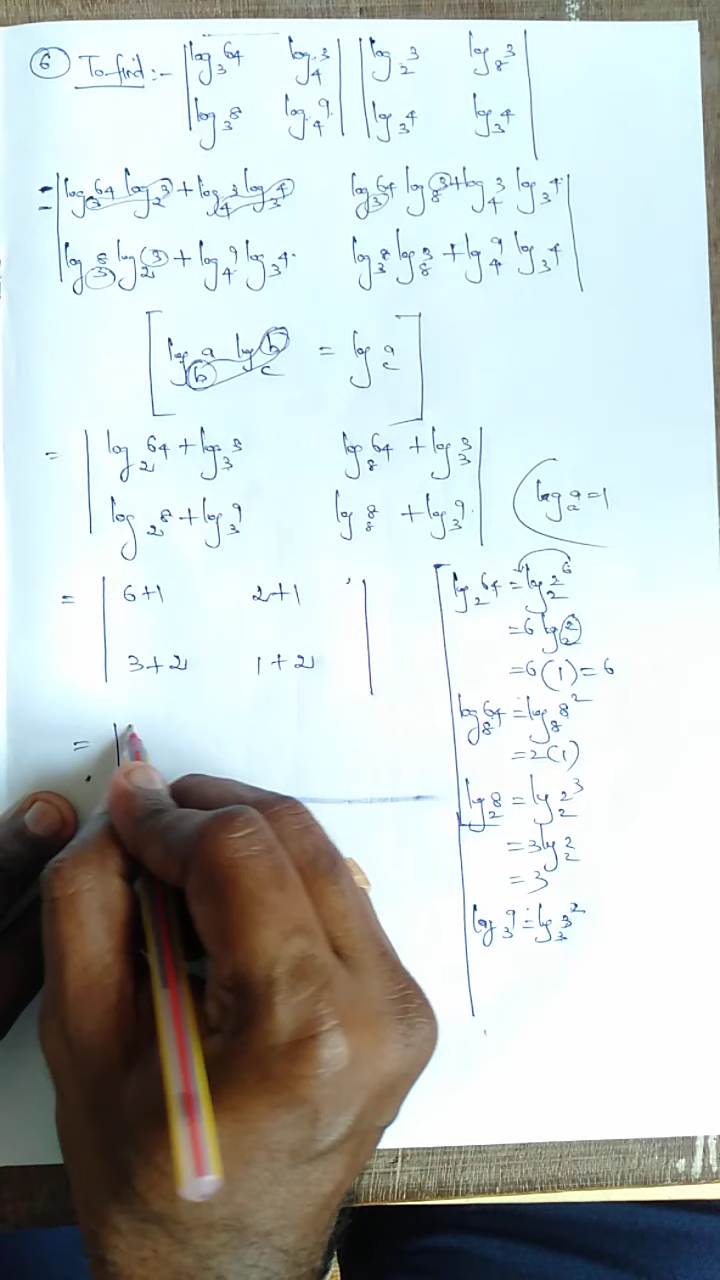 6 To find :- | log₃64 log₄3 | | log₂3 log₈3 |
| log₃8 log₄9 | | log₃4 log₃4 |
= | log₃64 log₂3 + log₄3 log₃4 log₃64 log₈3 + log₄3 log₃4 |
| log₃8 log₂3 + log₄9 log₃4 log₃8 log₈3 + log₄9 log₃4 |
[ log_b a log_c b = log_c a ]
= | log₂64 + log₃3 log₈64 + log₃3 |
| log₂8 + log₃9 log₈8 + log₃9 |
( log_a a = 1
= | 6+1 2+1 |
| 3+2 1+2 |
= |
[ log₂64 = log₂2⁶
= 6 log₂2
= 6(1) = 6
log₈64 = log₈8²
= 2(1)
log₂8 = log₂2³
= 3 log₂2
= 3
log₃9 = log₃3²